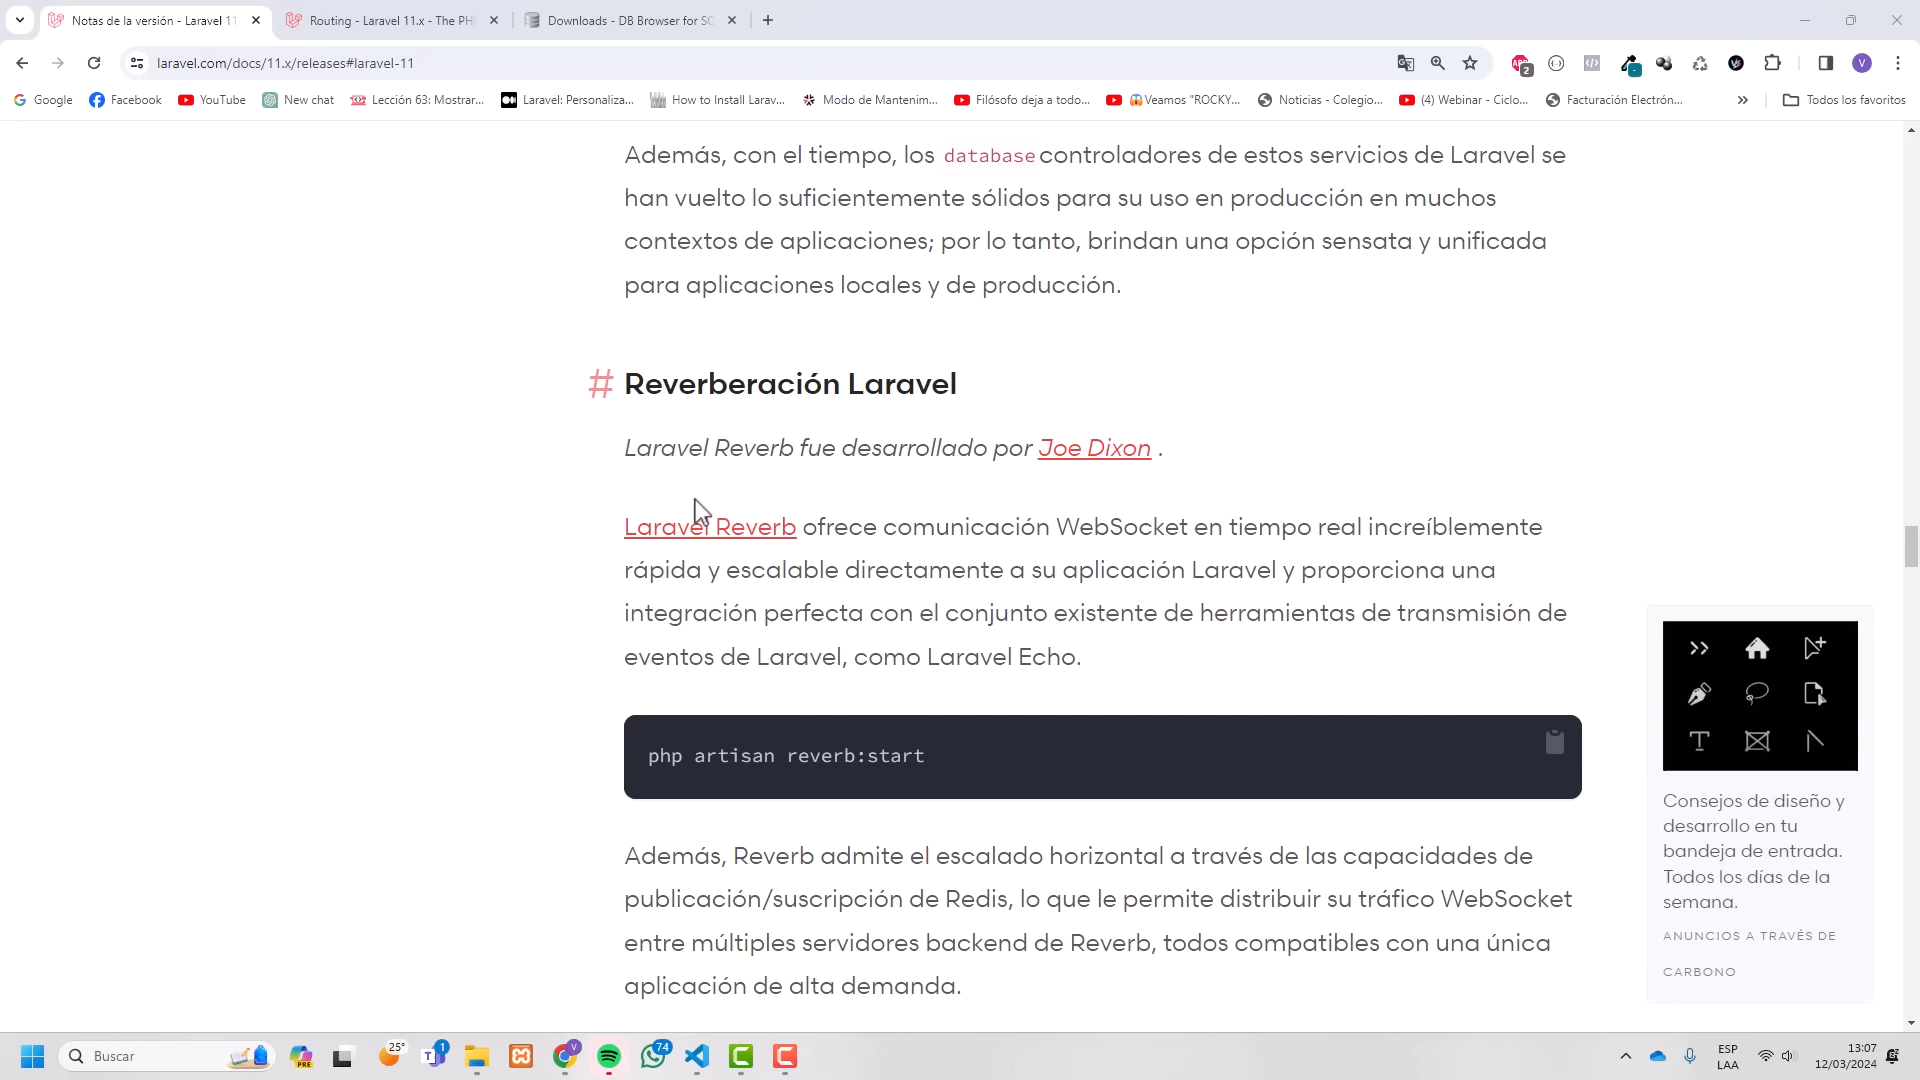 Notas de la versión - Laravel 11
Routing - Laravel 11.x - The PH
Downloads - DB Browser for SQ
laravel.com/docs/11.x/releases#laravel-11
2
V
Google
Facebook
YouTube
New chat
Lección 63: Mostrar...
Laravel: Personaliza...
How to Install Larav...
Modo de Mantenim...
Filósofo deja a todo...
😱Veamos "ROCKY...
Noticias - Colegio...
(4) Webinar - Ciclo...
Facturación Electrón...
Todos los favoritos
Además, con el tiempo, los database controladores de estos servicios de Laravel se
han vuelto lo suficientemente sólidos para su uso en producción en muchos
contextos de aplicaciones; por lo tanto, brindan una opción sensata y unificada
para aplicaciones locales y de producción.
# Reverberación Laravel
Laravel Reverb fue desarrollado por Joe Dixon .
Laravel Reverb ofrece comunicación WebSocket en tiempo real increíblemente
rápida y escalable directamente a su aplicación Laravel y proporciona una
integración perfecta con el conjunto existente de herramientas de transmisión de
eventos de Laravel, como Laravel Echo.
php artisan reverb:start
Además, Reverb admite el escalado horizontal a través de las capacidades de
publicación/suscripción de Redis, lo que le permite distribuir su tráfico WebSocket
entre múltiples servidores backend de Reverb, todos compatibles con una única
aplicación de alta demanda.
Consejos de diseño y
desarrollo en tu
bandeja de entrada.
Todos los días de la
semana.
ANUNCIOS A TRAVÉS DE
CARBONO
Buscar
PRE
25°
1
V
74
ESP
LAA
13:07
12/03/2024